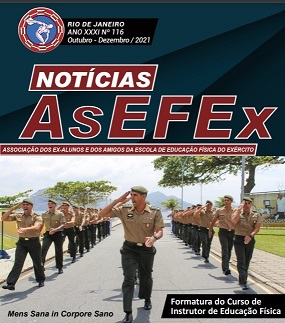 RIO DE JANEIRO
ANO XXXI Nº 116
Outubro - Dezembro / 2021
NOTÍCIAS
ASEFEX
ASSOCIAÇÃO DOS EX-ALUNOS E DOS AMIGOS DA ESCOLA DE EDUCAÇÃO FÍSICA DO EXÉRCITO
Mens Sana in Corpore Sano
Formatura do Curso de
Instrutor de Educação Física